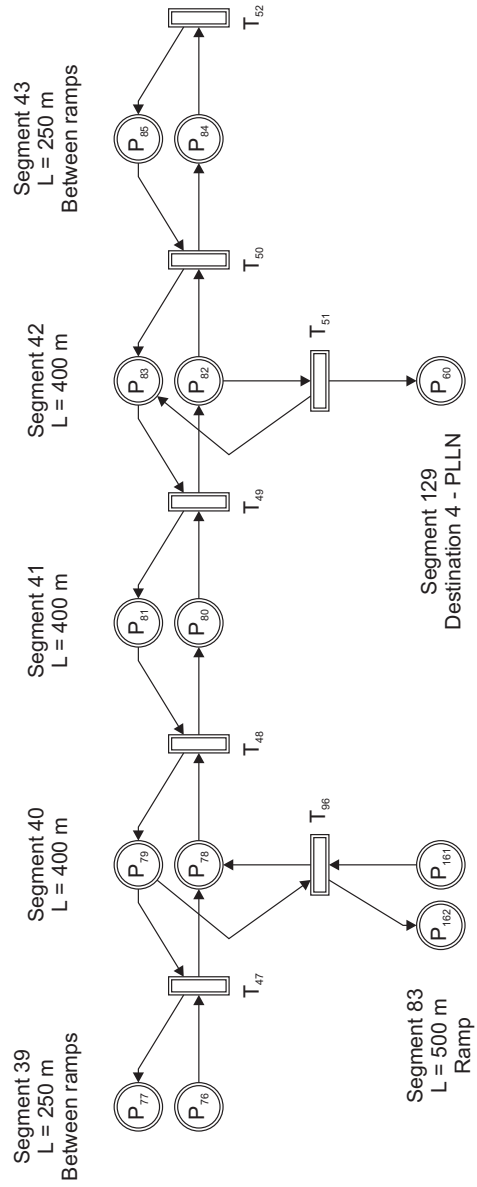 Segment 39
L = 250 m
Between ramps
Segment 40
L = 400 m
Segment 41
L = 400 m
Segment 42
L = 400 m
Segment 43
L = 250 m
Between ramps
P77
P79
P81
P83
P85
P76
P78
P80
P82
P84
T47
T48
T49
T50
T52
T96
T51
P162
P161
P60
Segment 83
L = 500 m
Ramp
Segment 129
Destination 4 - PLLN